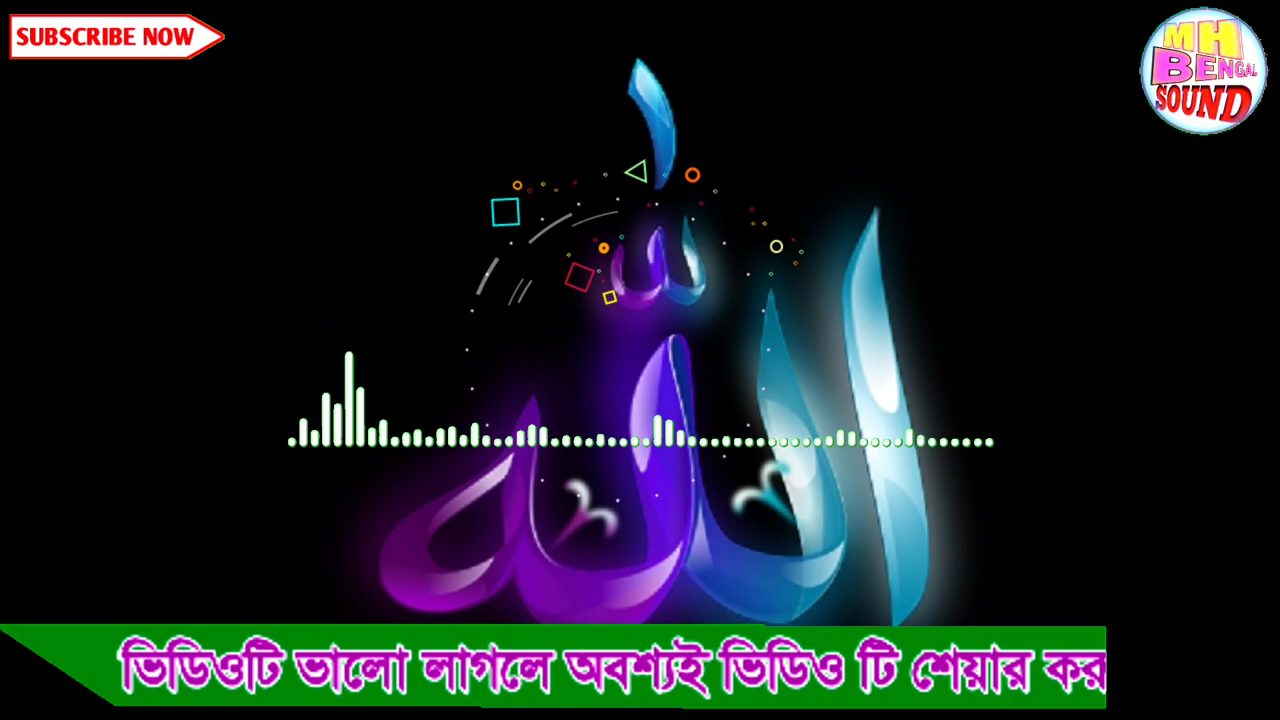 SUBSCRIBE NOW
MH
BENGAL
SOUND
الله
ভিডিওটি ভালো লাগলে অবশ্যই ভিডিও টি শেয়ার কর